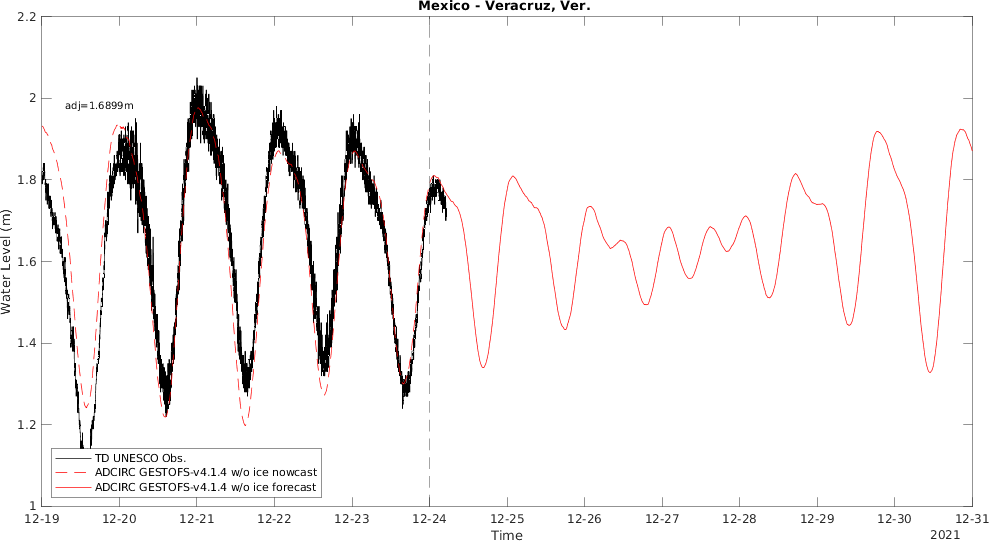 Mexico - Veracruz, Ver.
2.2
2
1.8
1.6
1.4
1.2
1
Water Level (m)
adj=1.6899m
TD UNESCO Obs.
ADCIRC GESTOFS-v4.1.4 w/o ice nowcast
ADCIRC GESTOFS-v4.1.4 w/o ice forecast
12-19 12-20 12-21 12-22 12-23 12-24 12-25 12-26 12-27 12-28 12-29 12-30 12-31
Time
2021